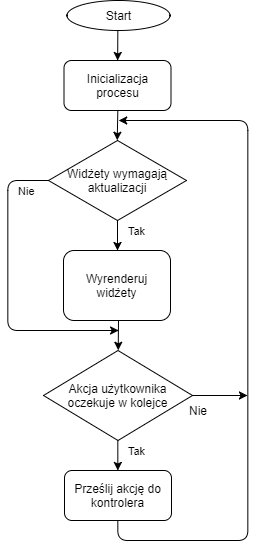 Start
Inicializacja
procesu
Widżety wymagają
aktualizacji
Nie
Tak
Wyrenderuj
widżety
Akcja użytkownika
oczekuje w kolejce
Nie
Tak
Prześlij akcję do
kontrolera